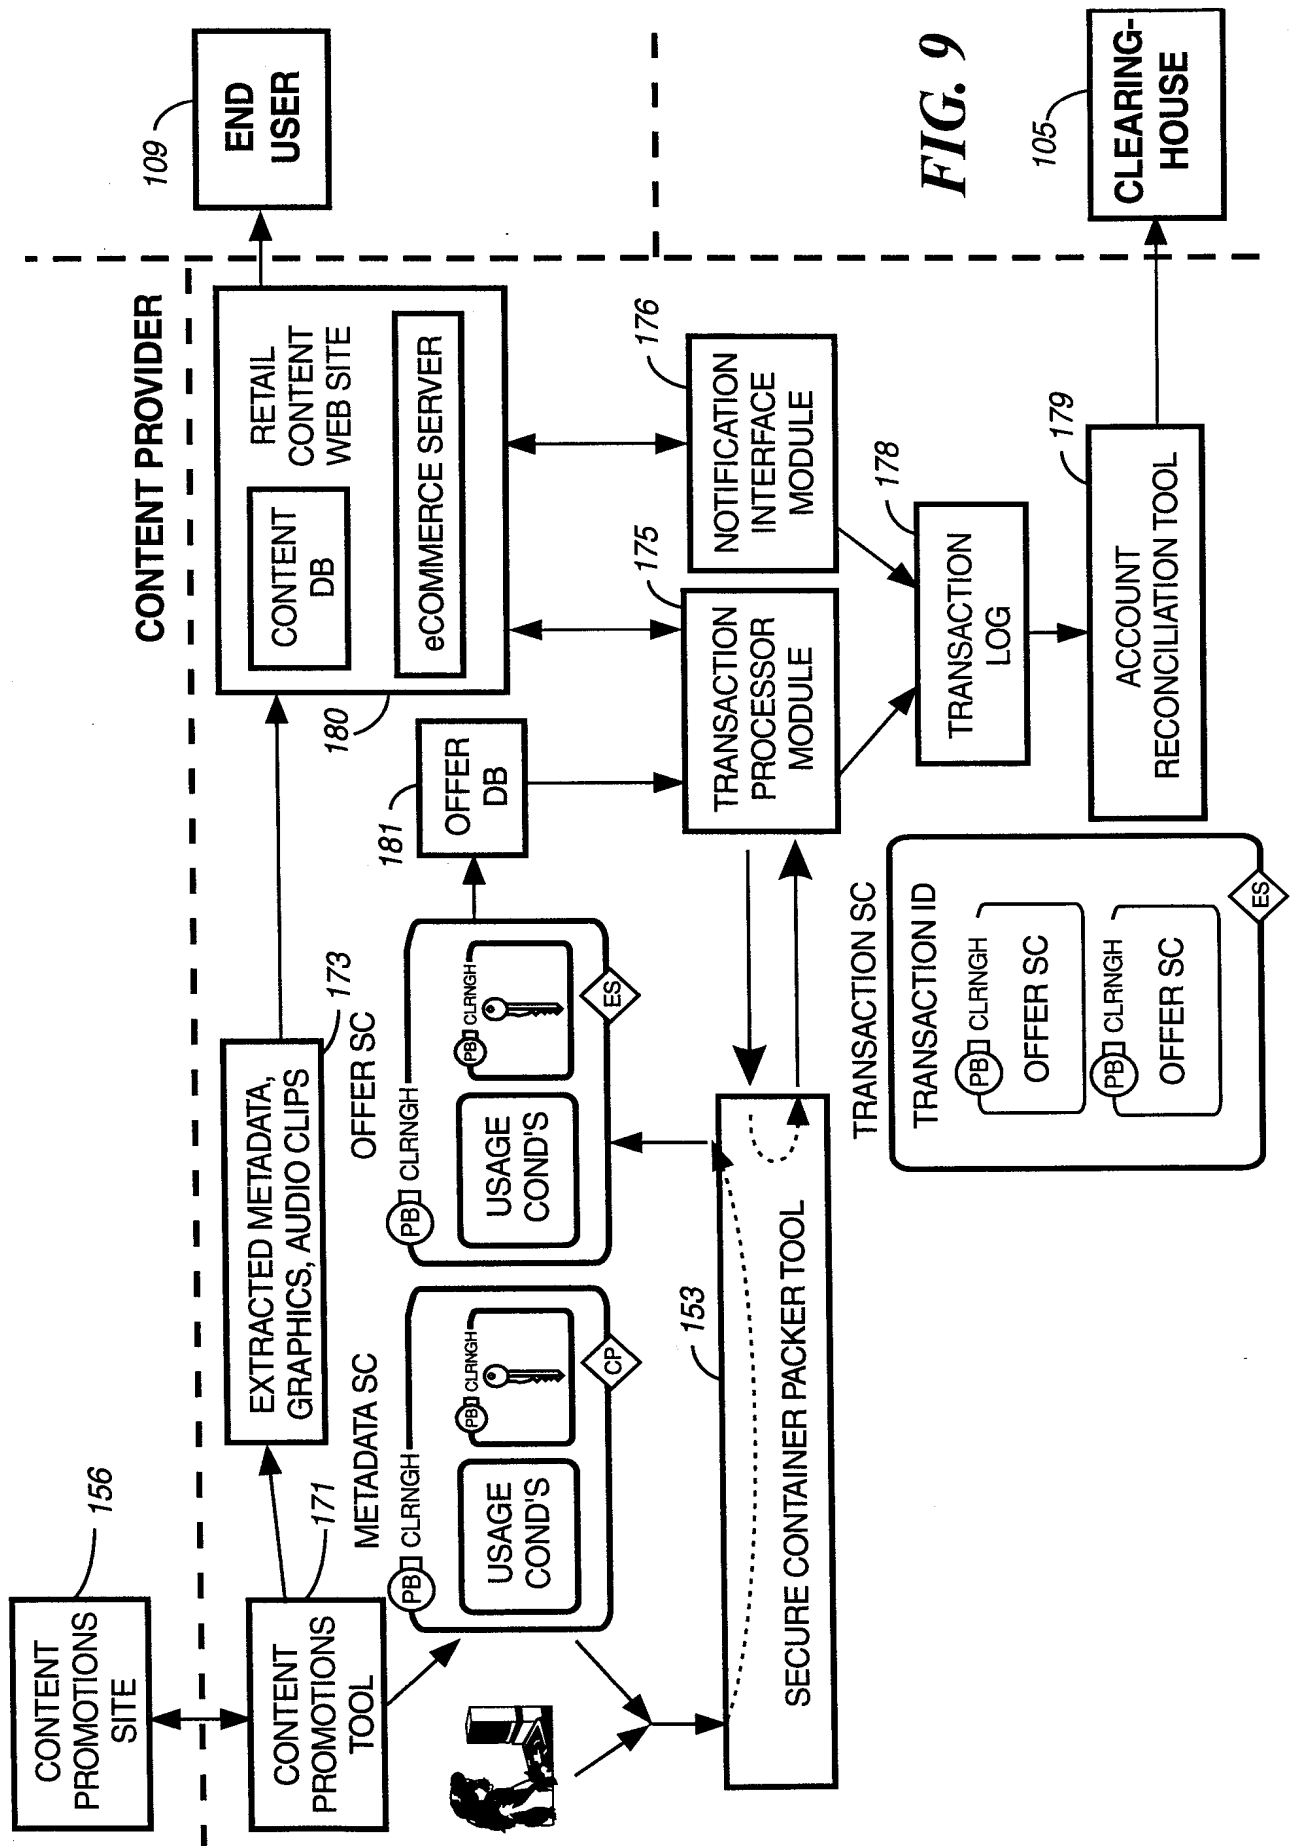 CONTENT
PROMOTIONS
SITE
156
CONTENT PROVIDER
109
END
USER
CONTENT
PROMOTIONS
TOOL
171
EXTRACTED METADATA,
GRAPHICS, AUDIO CLIPS
173
CONTENT
DB
RETAIL
CONTENT
WEB SITE
eCOMMERCE SERVER
180
METADATA SC
PB CLRNGH
USAGE
COND'S
PB CLRNGH
CP
OFFER SC
PB CLRNGH
USAGE
COND'S
PB CLRNGH
ES
181
OFFER
DB
153
SECURE CONTAINER PACKER TOOL
175
TRANSACTION
PROCESSOR
MODULE
176
NOTIFICATION
INTERFACE
MODULE
178
TRANSACTION
LOG
179
ACCOUNT
RECONCILIATION TOOL
TRANSACTION SC
TRANSACTION ID
PB CLRNGH
OFFER SC
PB CLRNGH
OFFER SC
ES
FIG. 9
105
CLEARING-
HOUSE